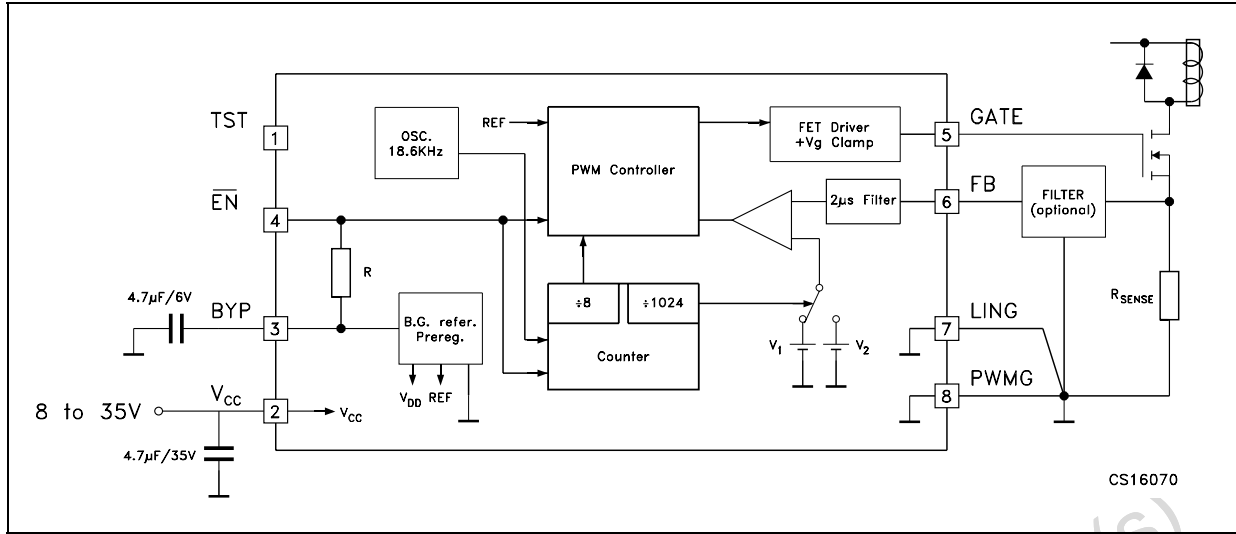 TST
1
OSC.
18.6KHz
REF
PWM Controller
FET Driver
+Vg Clamp
5
GATE
EN
4
2µs Filter
6
FB
FILTER
(optional)
R
4.7µF/6V
BYP
3
B.G. refer.
Prereg.
VDD REF
÷8
÷1024
Counter
V1
V2
7
LING
RSENSE
8
PWMG
8 to 35V
VCC
2
VCC
4.7µF/35V
CS16070
(s)